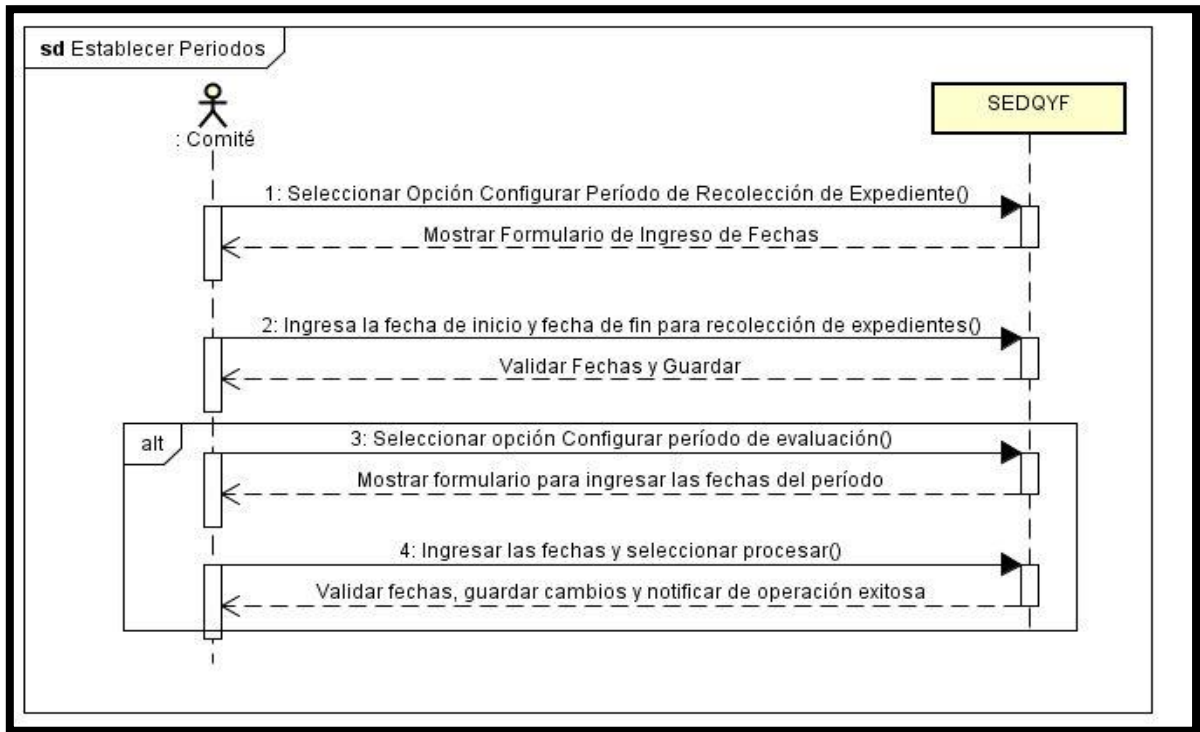 sd Establecer Periodos
: Comité
SEDQYF
1: Seleccionar Opción Configurar Período de Recolección de Expediente()
Mostrar Formulario de Ingreso de Fechas
2: Ingresa la fecha de inicio y fecha de fin para recolección de expedientes()
Validar Fechas y Guardar
alt
3: Seleccionar opción Configurar período de evaluación()
Mostrar formulario para ingresar las fechas del período
4: Ingresar las fechas y seleccionar procesar()
Validar fechas, guardar cambios y notificar de operación exitosa